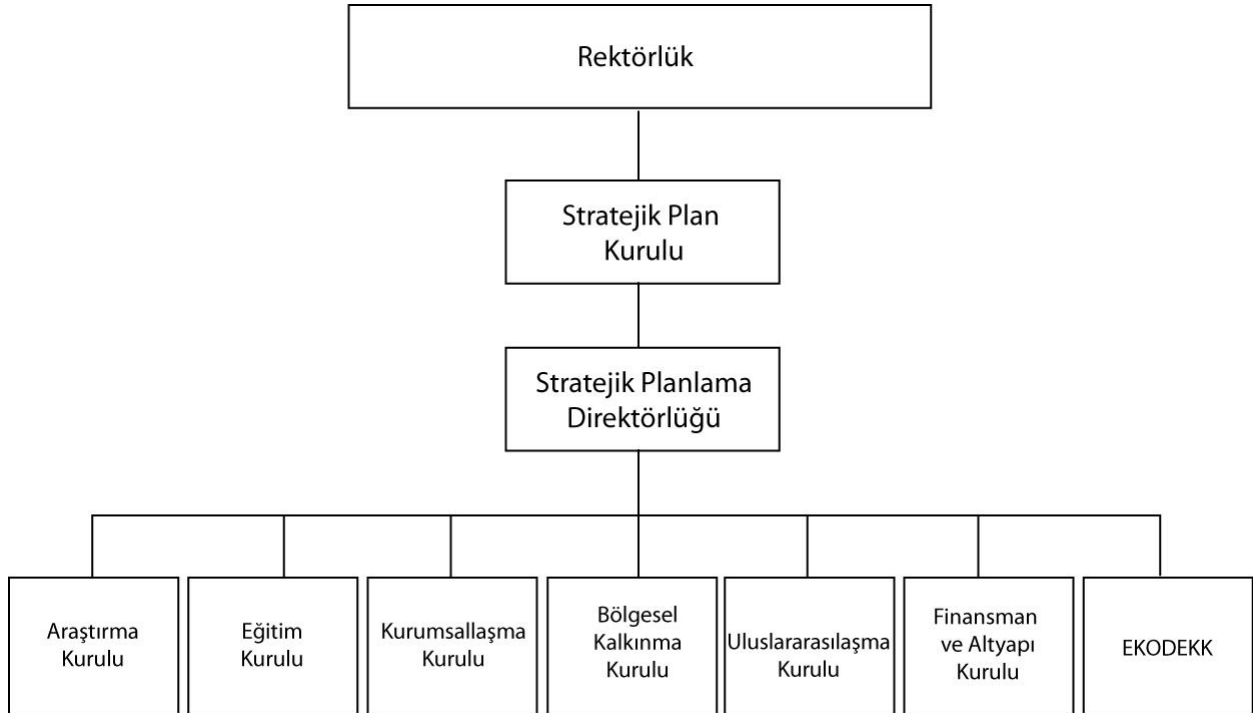 Rektörlük
Stratejik Plan
Kurulu
Stratejik Planlama
Direktörlüğü
Araştırma
Kurulu
Eğitim
Kurulu
Kurumsallaşma
Kurulu
Bölgesel
Kalkınma
Kurulu
Uluslararasılaşma
Kurulu
Finansman
ve Altyapı
Kurulu
EKODEKK